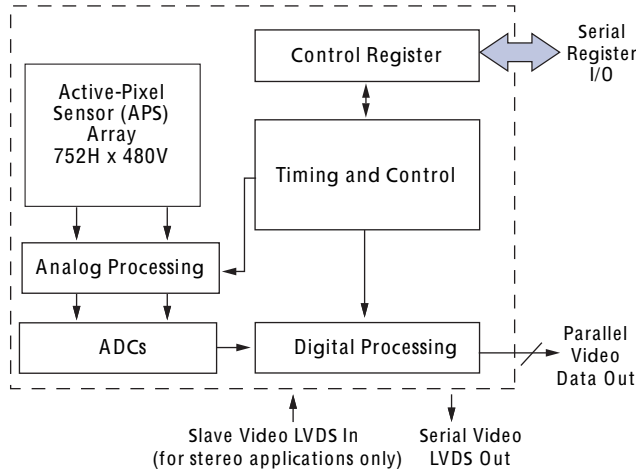 Control Register
Serial
Register
I/O
Active-Pixel
Sensor (APS)
Array
752H x 480V
Timing and Control
Analog Processing
ADCs
Digital Processing
Parallel
Video
Data Out
Slave Video LVDS In
(for stereo applications only)
Serial Video
LVDS Out